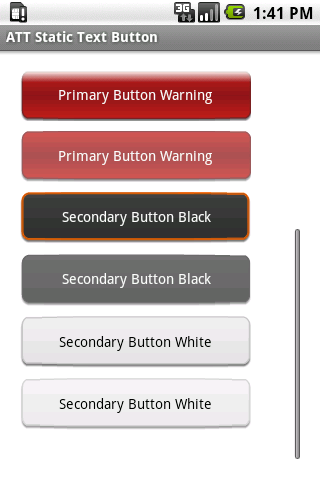 3G
1:41 PM
ATT Static Text Button
Primary Button Warning
Primary Button Warning
Secondary Button Black
Secondary Button Black
Secondary Button White
Secondary Button White